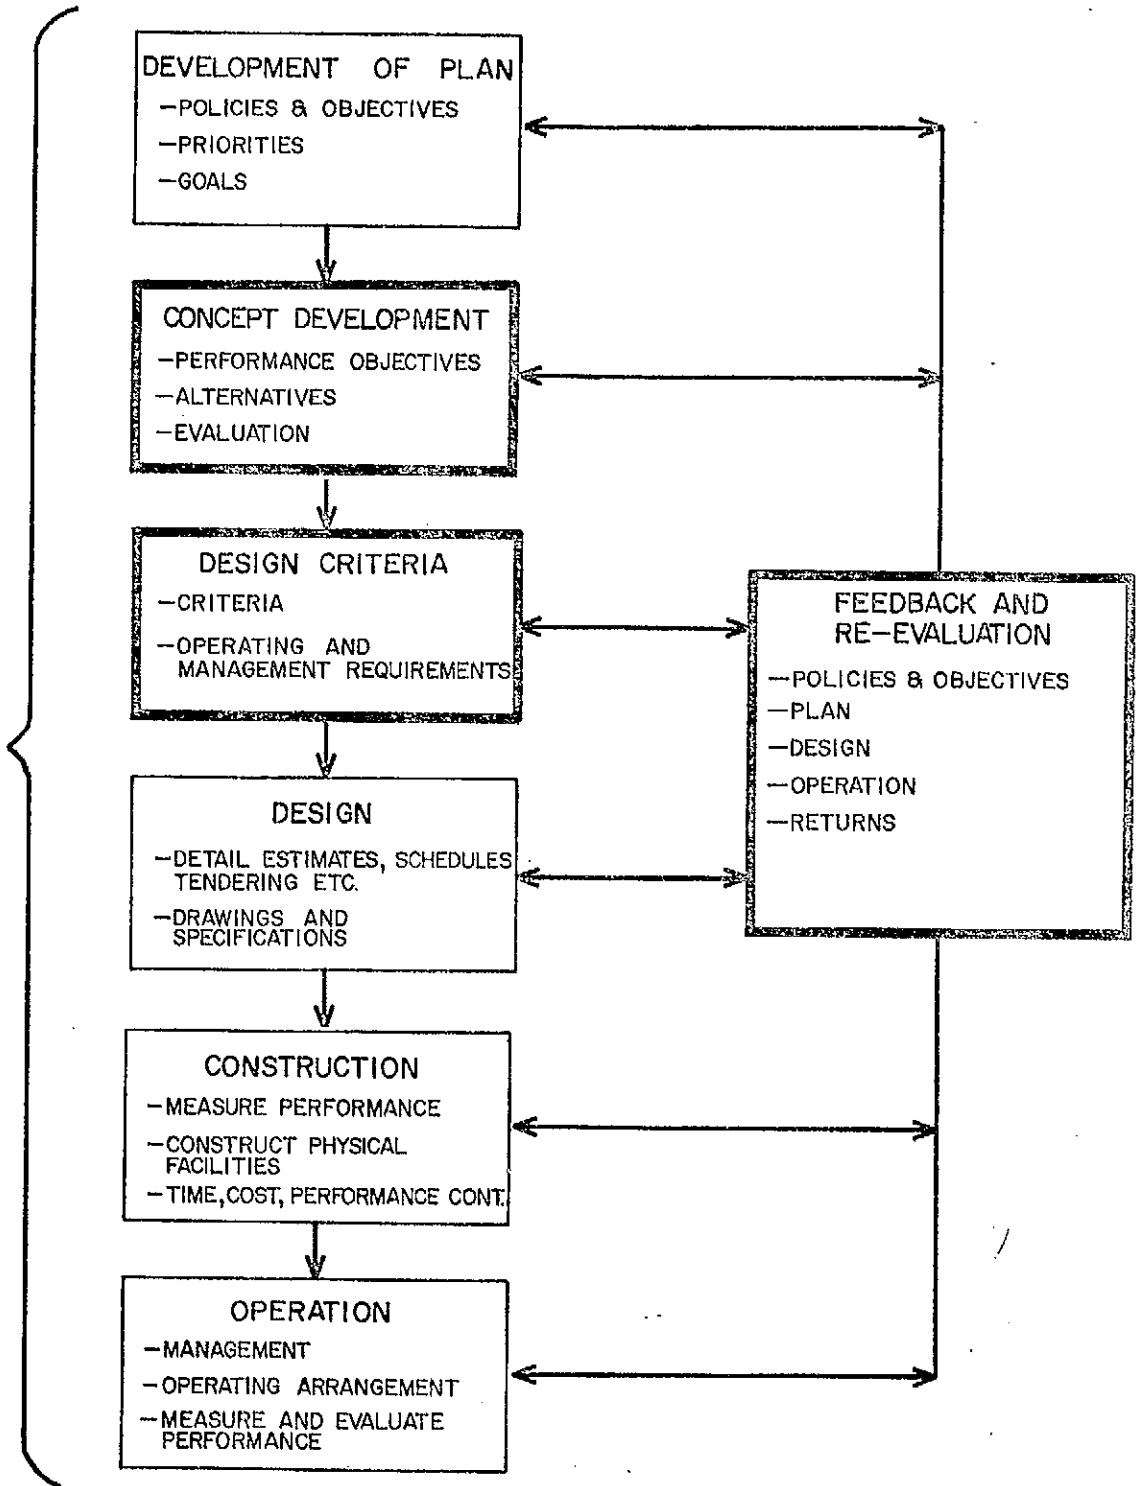 DEVELOPMENT OF PLAN
—POLICIES & OBJECTIVES
—PRIORITIES
—GOALS
CONCEPT DEVELOPMENT
—PERFORMANCE OBJECTIVES
—ALTERNATIVES
—EVALUATION
DESIGN CRITERIA
—CRITERIA
—OPERATING AND
MANAGEMENT REQUIREMENTS
DESIGN
—DETAIL ESTIMATES, SCHEDULES
TENDERING ETC.
—DRAWINGS AND
SPECIFICATIONS
CONSTRUCTION
—MEASURE PERFORMANCE
—CONSTRUCT PHYSICAL
FACILITIES
—TIME, COST, PERFORMANCE CONT.
OPERATION
—MANAGEMENT
—OPERATING ARRANGEMENT
—MEASURE AND EVALUATE
PERFORMANCE
FEEDBACK AND
RE-EVALUATION
—POLICIES & OBJECTIVES
—PLAN
—DESIGN
—OPERATION
—RETURNS